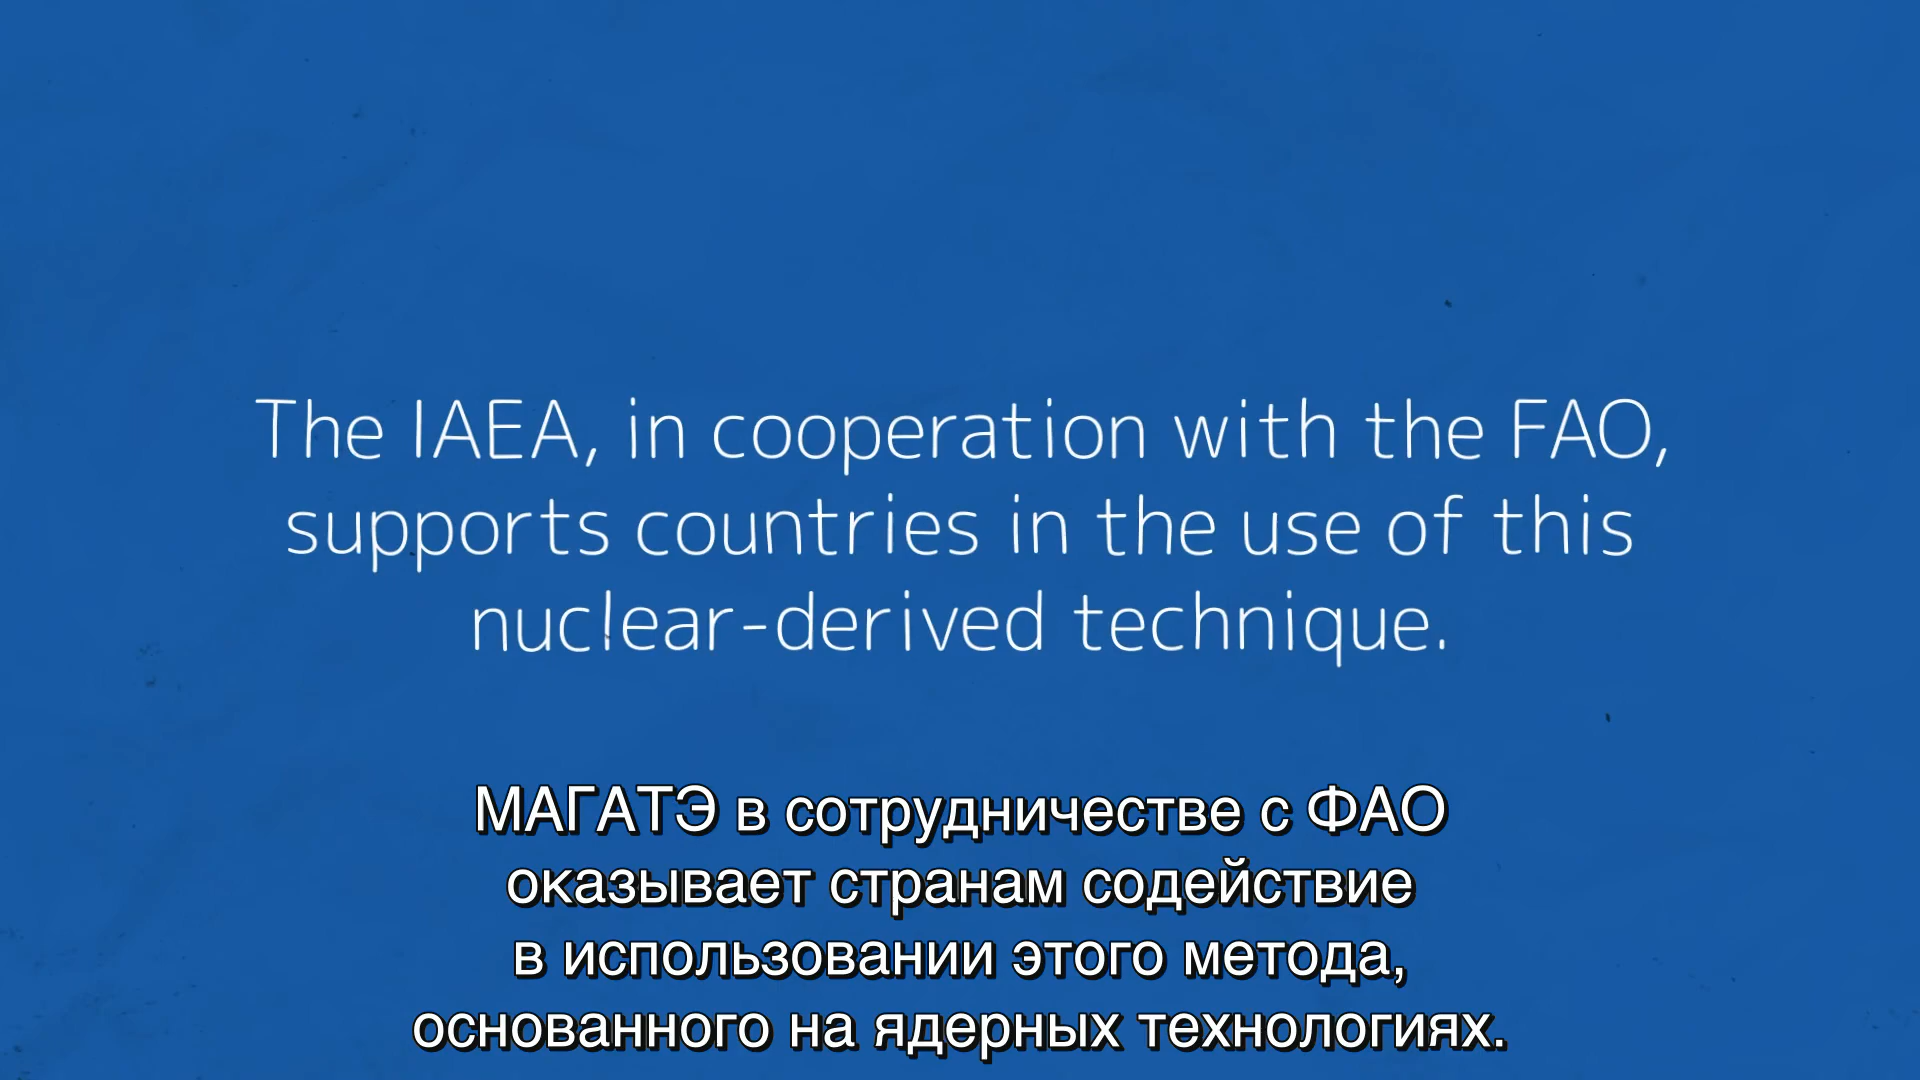 The IAEA, in cooperation with the FAO,
supports countries in the use of this
nuclear-derived technique.
МАГАТЭ в сотрудничестве с ФАО
оказывает странам содействие
в использовании этого метода,
основанного на ядерных технологиях.